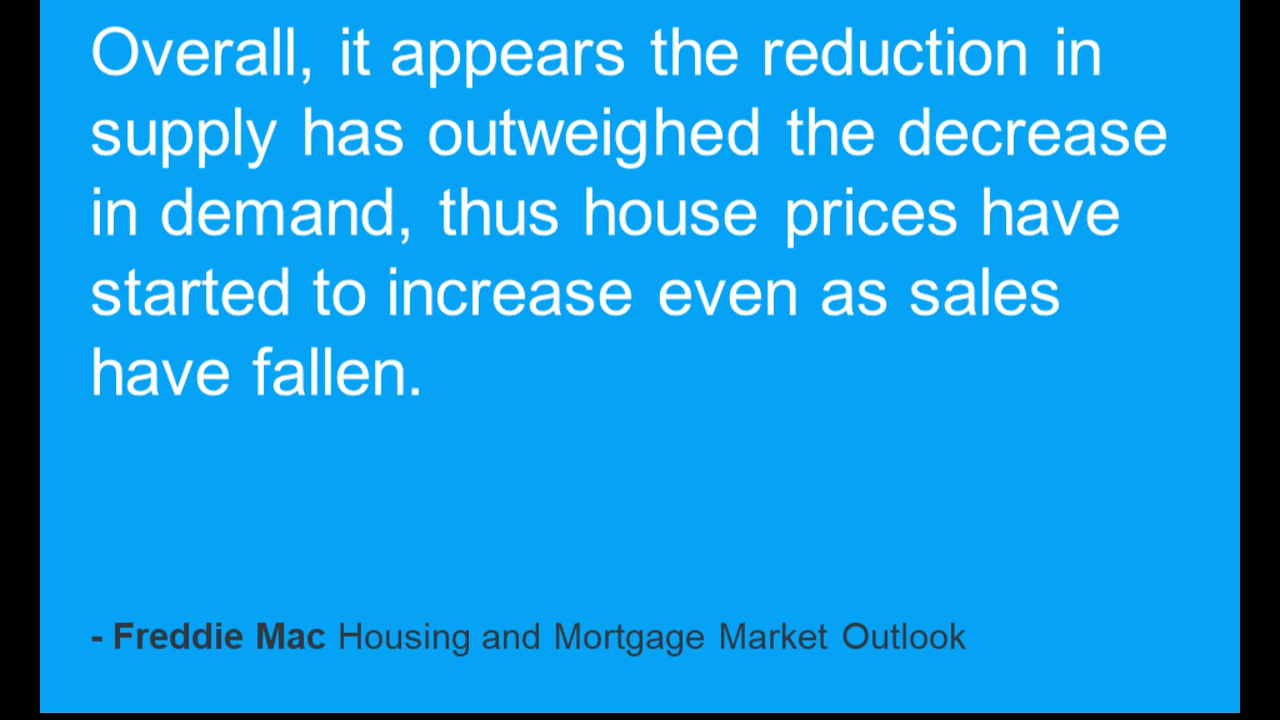 Overall, it appears the reduction in
supply has outweighed the decrease
in demand, thus house prices have
started to increase even as sales
have fallen.
- Freddie Mac Housing and Mortgage Market Outlook